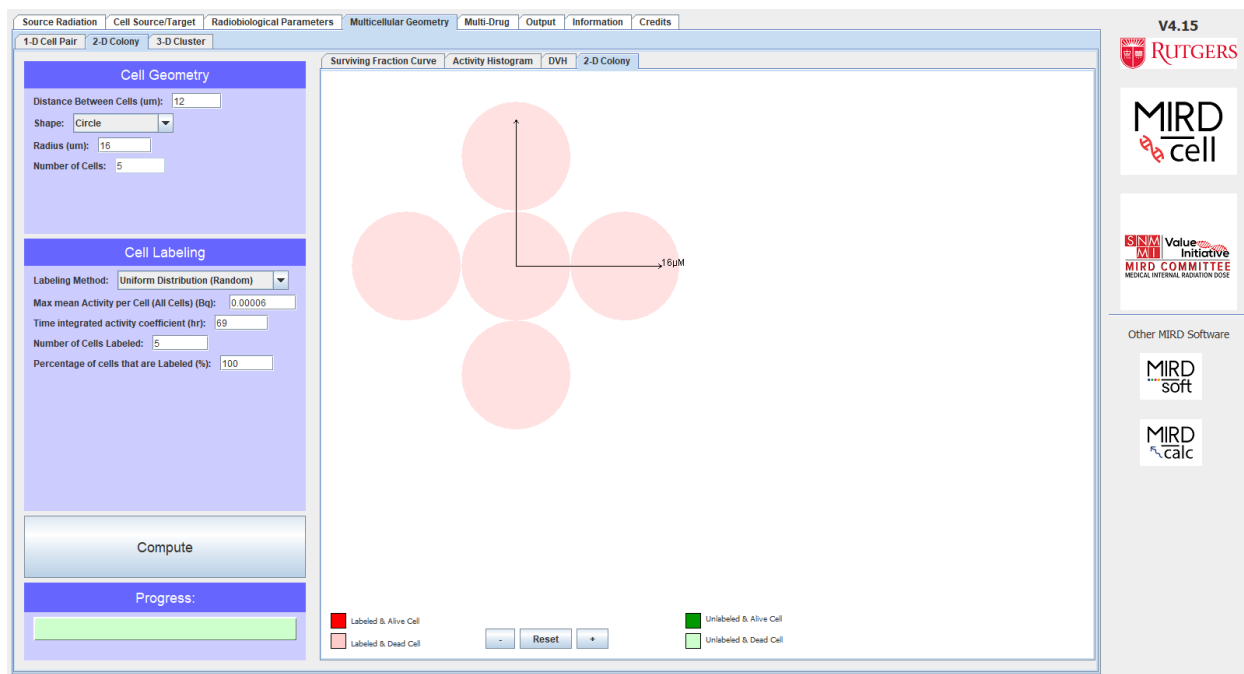 Source Radiation Cell Source/Target Radiobiological Parameters Multicellular Geometry Multi-Drug Output Information Credits
1-D Cell Pair 2-D Colony 3-D Cluster
Cell Geometry
Distance Between Cells (um): 12
Shape: Circle
Radius (um): 16
Number of Cells: 5
Cell Labeling
Labeling Method: Uniform Distribution (Random)
Max mean Activity per Cell (All Cells) (Bq): 0.00006
Time integrated activity coefficient (hr): 69
Number of Cells Labeled: 5
Percentage of cells that are Labeled (%): 100
Compute
Progress:
Surviving Fraction Curve Activity Histogram DVH 2-D Colony
16µM
Labeled & Alive Cell
Labeled & Dead Cell
- Reset +
Unlabeled & Alive Cell
Unlabeled & Dead Cell
V4.15
RUTGERS
MIRD
cell
SNM Value
MI Initiative
MIRD COMMITTEE
MEDICAL INTERNAL RADIATION DOSE
Other MIRD Software
MIRD
soft
MIRD
calc